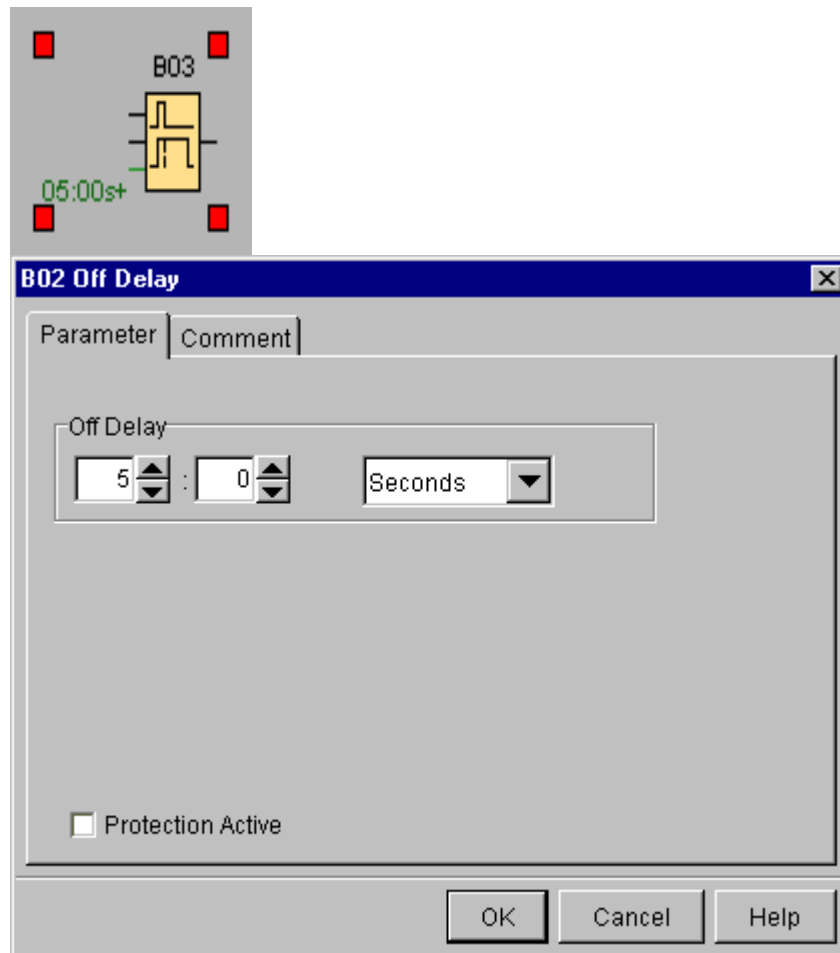 B03
05:00s+
B02 Off Delay
Parameter Comment
Off Delay
5 : 0 Seconds
Protection Active
OK Cancel Help